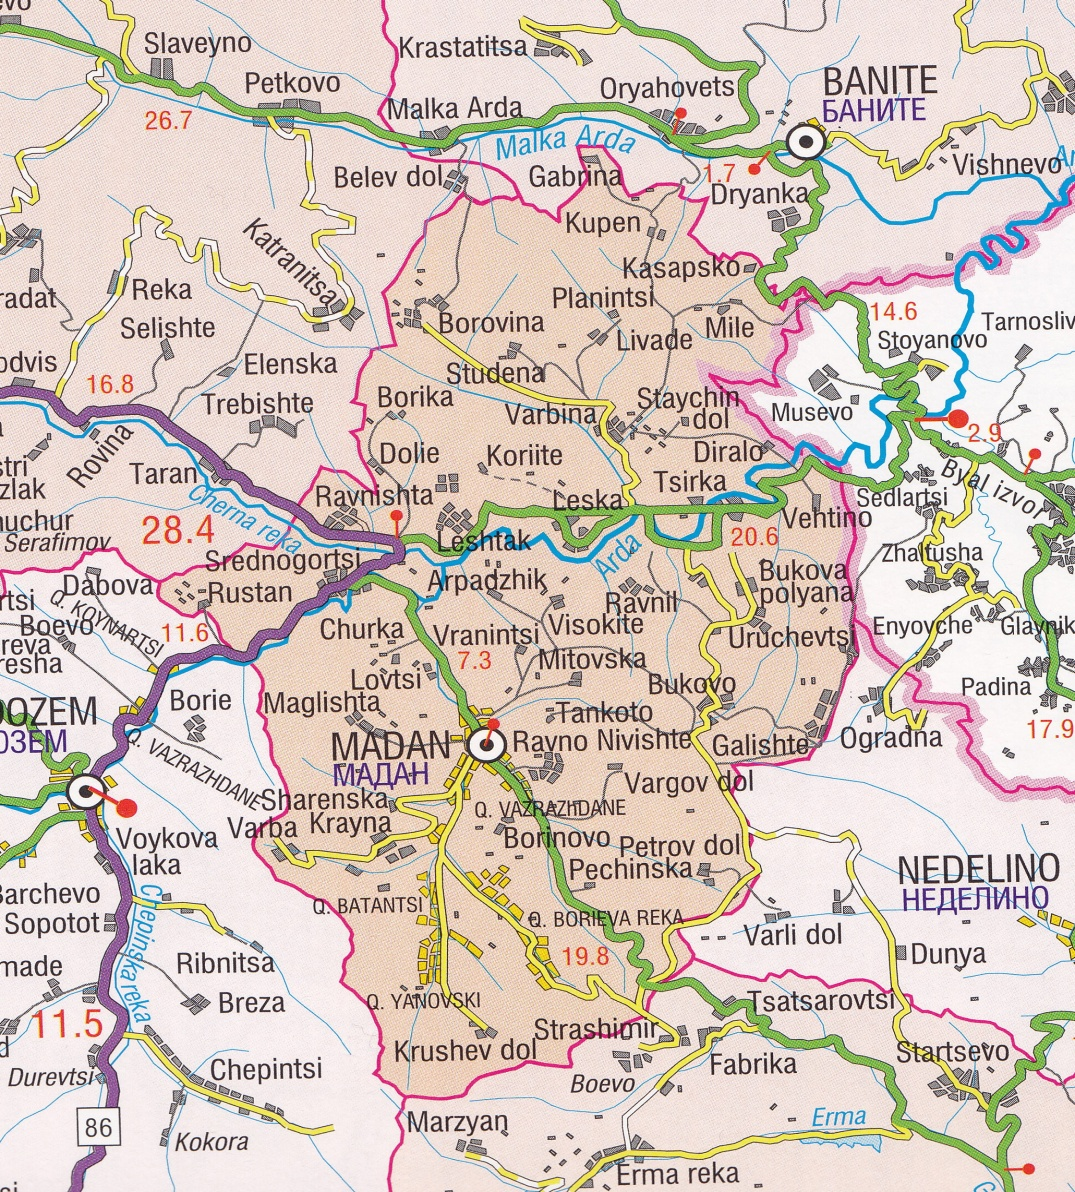 Slaveyno
Krastatitsa
Petkovo
Oryahovets
BANITE
БАНИТЕ
Malka Arda
26.7
Malka Arda
Vishnevo
Belev dol
Gabrina
1.7
Dryanka
Kupen
Katranitsa
Kasapsko
Reka
Planintsi
14.6
Selishte
Borovina
Livade
Mile
Stoyanovo
Tarnosliv
Elenska
Studena
16.8
Borika
Staychin
dol
Trebishte
Varbina
Musevo
2.9
Rovina
Dolie
Koriite
Diralo
Taran
Tsirka
Byal izvor
Ravnishta
Leska
Sedlartsi
Cherna reka
Vehtino
28.4
Serafimov
Leshtak
20.6
Arda
Zhaltusha
Srednogortsi
Dabova
Arpadzhik
Bukova
polyana
Rustan
Q. KOYNARTSI
Ravnil
Boevo
11.6
Churka
Vranintsi
Visokite
Uruchevtsi
Enyovche
Glavnik
7.3
Mitovska
Lovtsi
Bukovo
Padina
Borie
Maglishta
Tankoto
17.9
MADAN
МАДАН
Ravno Nivishte
Galishte
Ogradna
Q. VAZRAZHDANE
Vargov dol
Sharenska
Q. VAZRAZHDANE
Varba
Krayna
Borinovo
Petrov dol
Voykova
laka
Pechinska
NEDELINO
НЕДЕЛИНО
Barchevo
Q. BATANTSI
Sopotot
Q. BORIEVA REKA
Varli dol
Chepinska reka
19.8
Dunya
Ribnitsa
Breza
Q. YANOVSKI
Tsatsarovtsi
11.5
Strashimir
Krushev dol
Startsevo
Durevtsi
Chepintsi
Boevo
Fabrika
86
Marzyan
Erma
Kokora
Erma reka